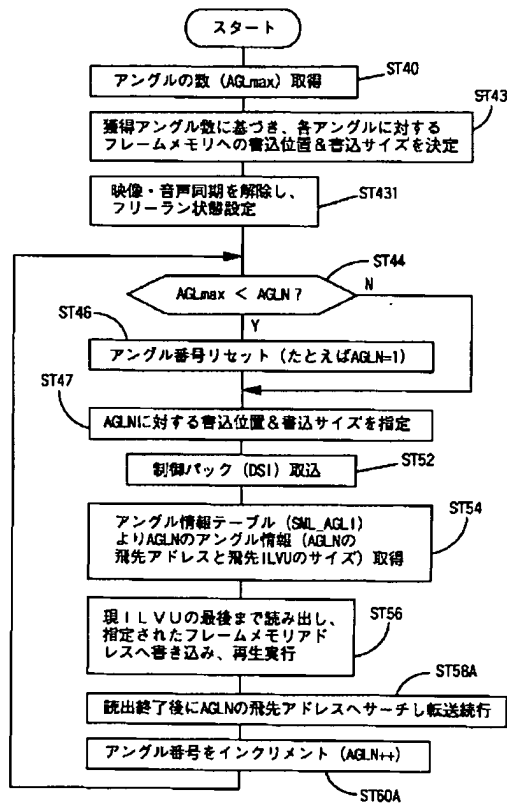 スタート
ST40
アングルの数 (AGLmax) 取得
ST43
獲得アングル数に基づき、各アングルに対する
フレームメモリへの書込位置&書込サイズを決定
映像・音声同期を解除し、
フリーラン状態設定
ST431
ST44
AGLmax < AGLN ?
N
Y
ST46
アングル番号リセット (たとえばAGLN=1)
ST47
AGLNに対する書込位置&書込サイズを指定
制御パック (DSI) 取込
ST52
アングル情報テーブル (SML_AGLI)
よりAGLNのアングル情報 (AGLNの
飛先アドレスと飛先ILVUのサイズ) 取得
ST54
現ILVUの最後まで読み出し、
指定されたフレームメモリアド
レスへ書き込み、再生実行
ST56
ST58A
読出終了後にAGLNの飛先アドレスへサーチし転送続行
アングル番号をインクリメント (AGLN++)
ST60A